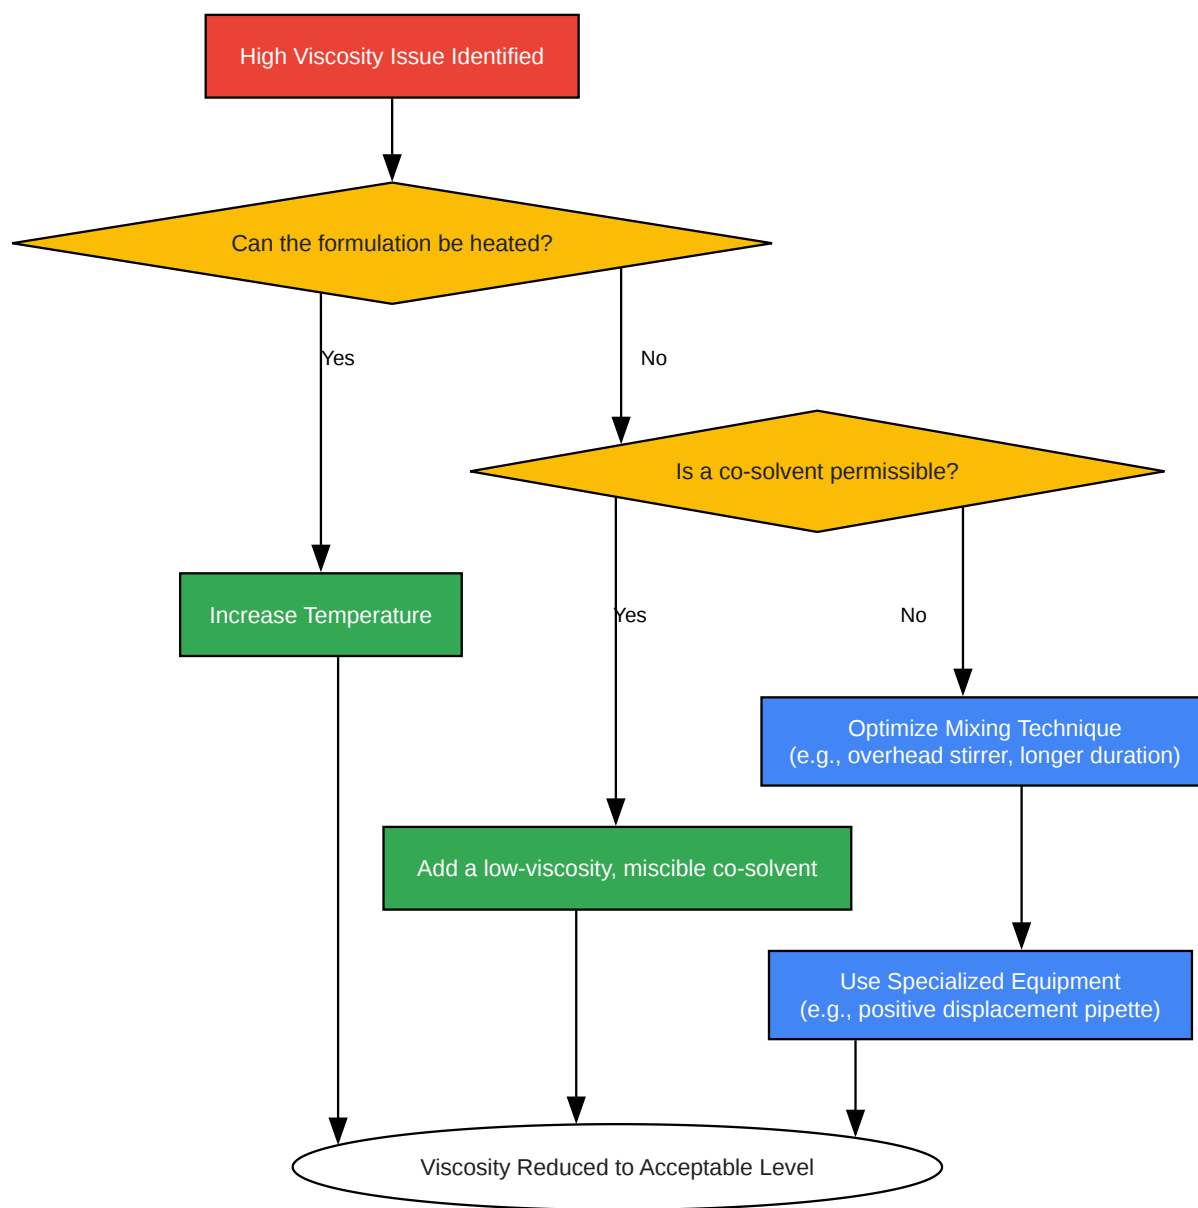 High Viscosity Issue Identified
Can the formulation be heated?
Yes
No
Is a co-solvent permissible?
Increase Temperature
Yes
No
Optimize Mixing Technique
(e.g., overhead stirrer, longer duration)
Add a low-viscosity, miscible co-solvent
Use Specialized Equipment
(e.g., positive displacement pipette)
Viscosity Reduced to Acceptable Level